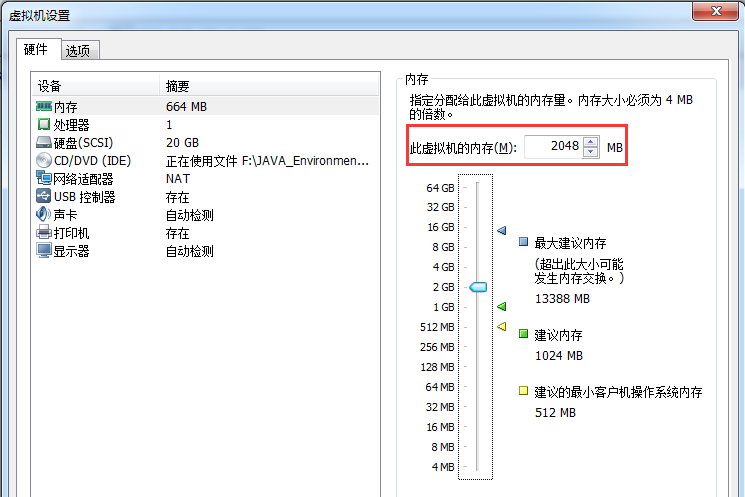 虚拟机设置
硬件 选项
设备 摘要
内存 664 MB
处理器 1
硬盘(SCSI) 20 GB
CD/DVD (IDE) 正在使用文件 F:\JAVA_Environmen...
网络适配器 NAT
USB 控制器 存在
声卡 自动检测
打印机 存在
显示器 自动检测
内存
指定分配给此虚拟机的内存量。内存大小必须为 4 MB
的倍数。
此虚拟机的内存(M): 2048 MB
64 GB
32 GB
16 GB
8 GB
4 GB
2 GB
1 GB
512 MB
256 MB
128 MB
64 MB
32 MB
16 MB
8 MB
4 MB
最大建议内存
(超出此大小可能
发生内存交换。)
13388 MB
建议内存
1024 MB
建议的最小客户机操作系统内存
512 MB